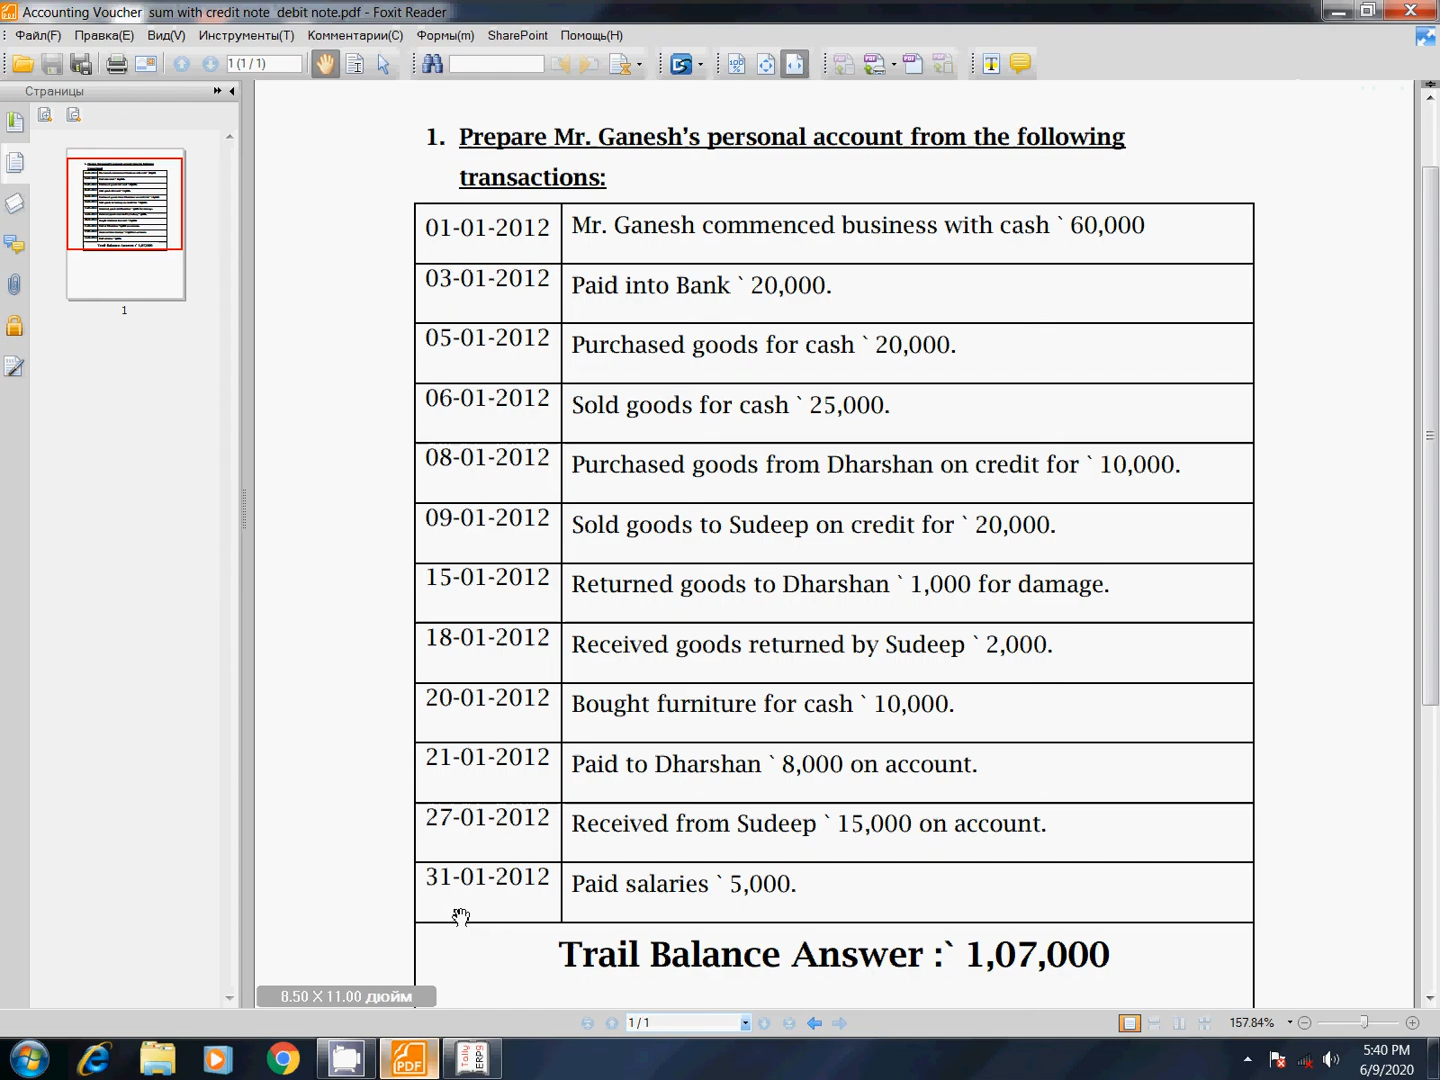 Accounting Voucher  sum with credit note  debit note.pdf - Foxit Reader
Файл(F) Правка(E) Вид(V) Инструменты(T) Комментарии(C) Формы(m) SharePoint Помощь(H)
1 (1 / 1)
Страницы
1
1. Prepare Mr. Ganesh's personal account from the following
transactions:
01-01-2012 Mr. Ganesh commenced business with cash ` 60,000
03-01-2012 Paid into Bank ` 20,000.
05-01-2012 Purchased goods for cash ` 20,000.
06-01-2012 Sold goods for cash ` 25,000.
08-01-2012 Purchased goods from Dharshan on credit for ` 10,000.
09-01-2012 Sold goods to Sudeep on credit for ` 20,000.
15-01-2012 Returned goods to Dharshan ` 1,000 for damage.
18-01-2012 Received goods returned by Sudeep ` 2,000.
20-01-2012 Bought furniture for cash ` 10,000.
21-01-2012 Paid to Dharshan ` 8,000 on account.
27-01-2012 Received from Sudeep ` 15,000 on account.
31-01-2012 Paid salaries ` 5,000.
Trail Balance Answer :` 1,07,000
8.50 X 11.00 дюйм
1 / 1
157.84%
PDF
Tally
ERP9
5:40 PM
6/9/2020